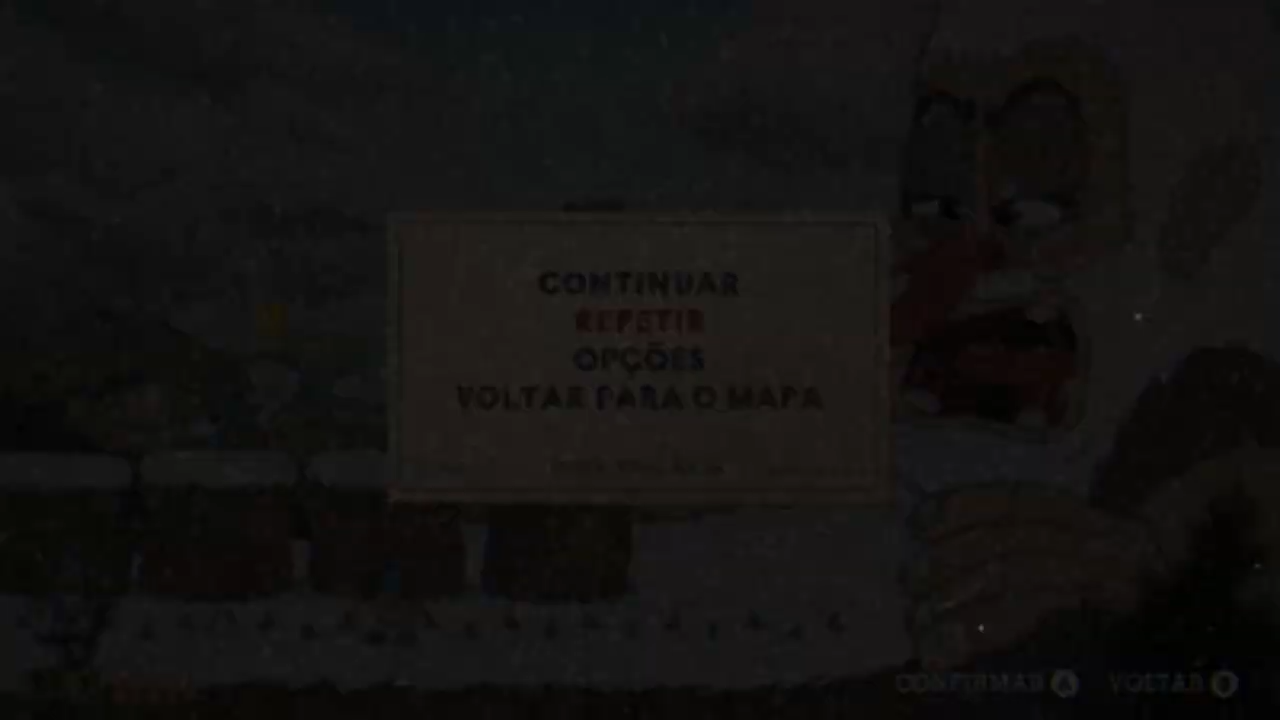 CONTINUAR
REPETIR
OPÇÕES
VOLTAR PARA O MAPA
CONFIRMAR A VOLTAR B